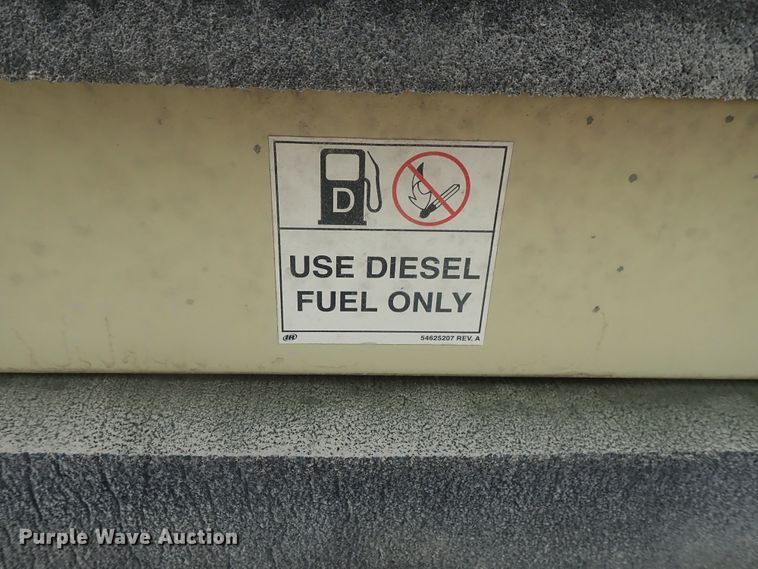 D
USE DIESEL
FUEL ONLY
IR 54625207 REV. A
Purple Wave Auction